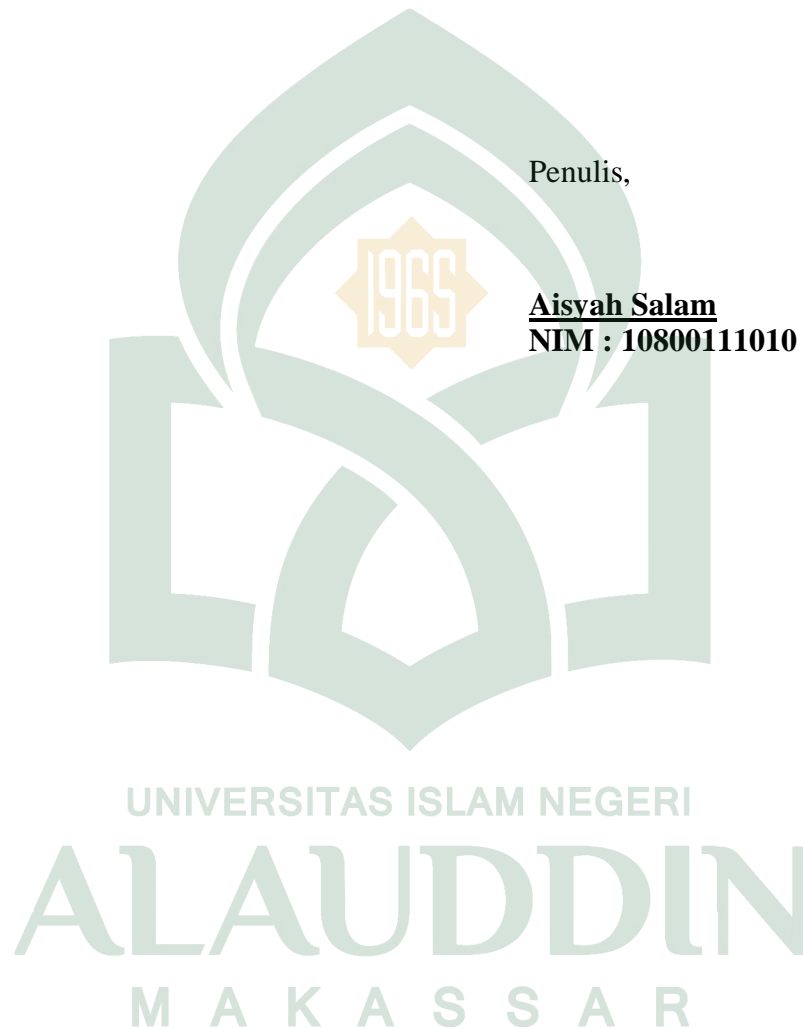 Penulis,
1965
Aisyah Salam
NIM : 10800111010
UNIVERSITAS ISLAM NEGERI
ALAUDDIN
M A K A S S A R